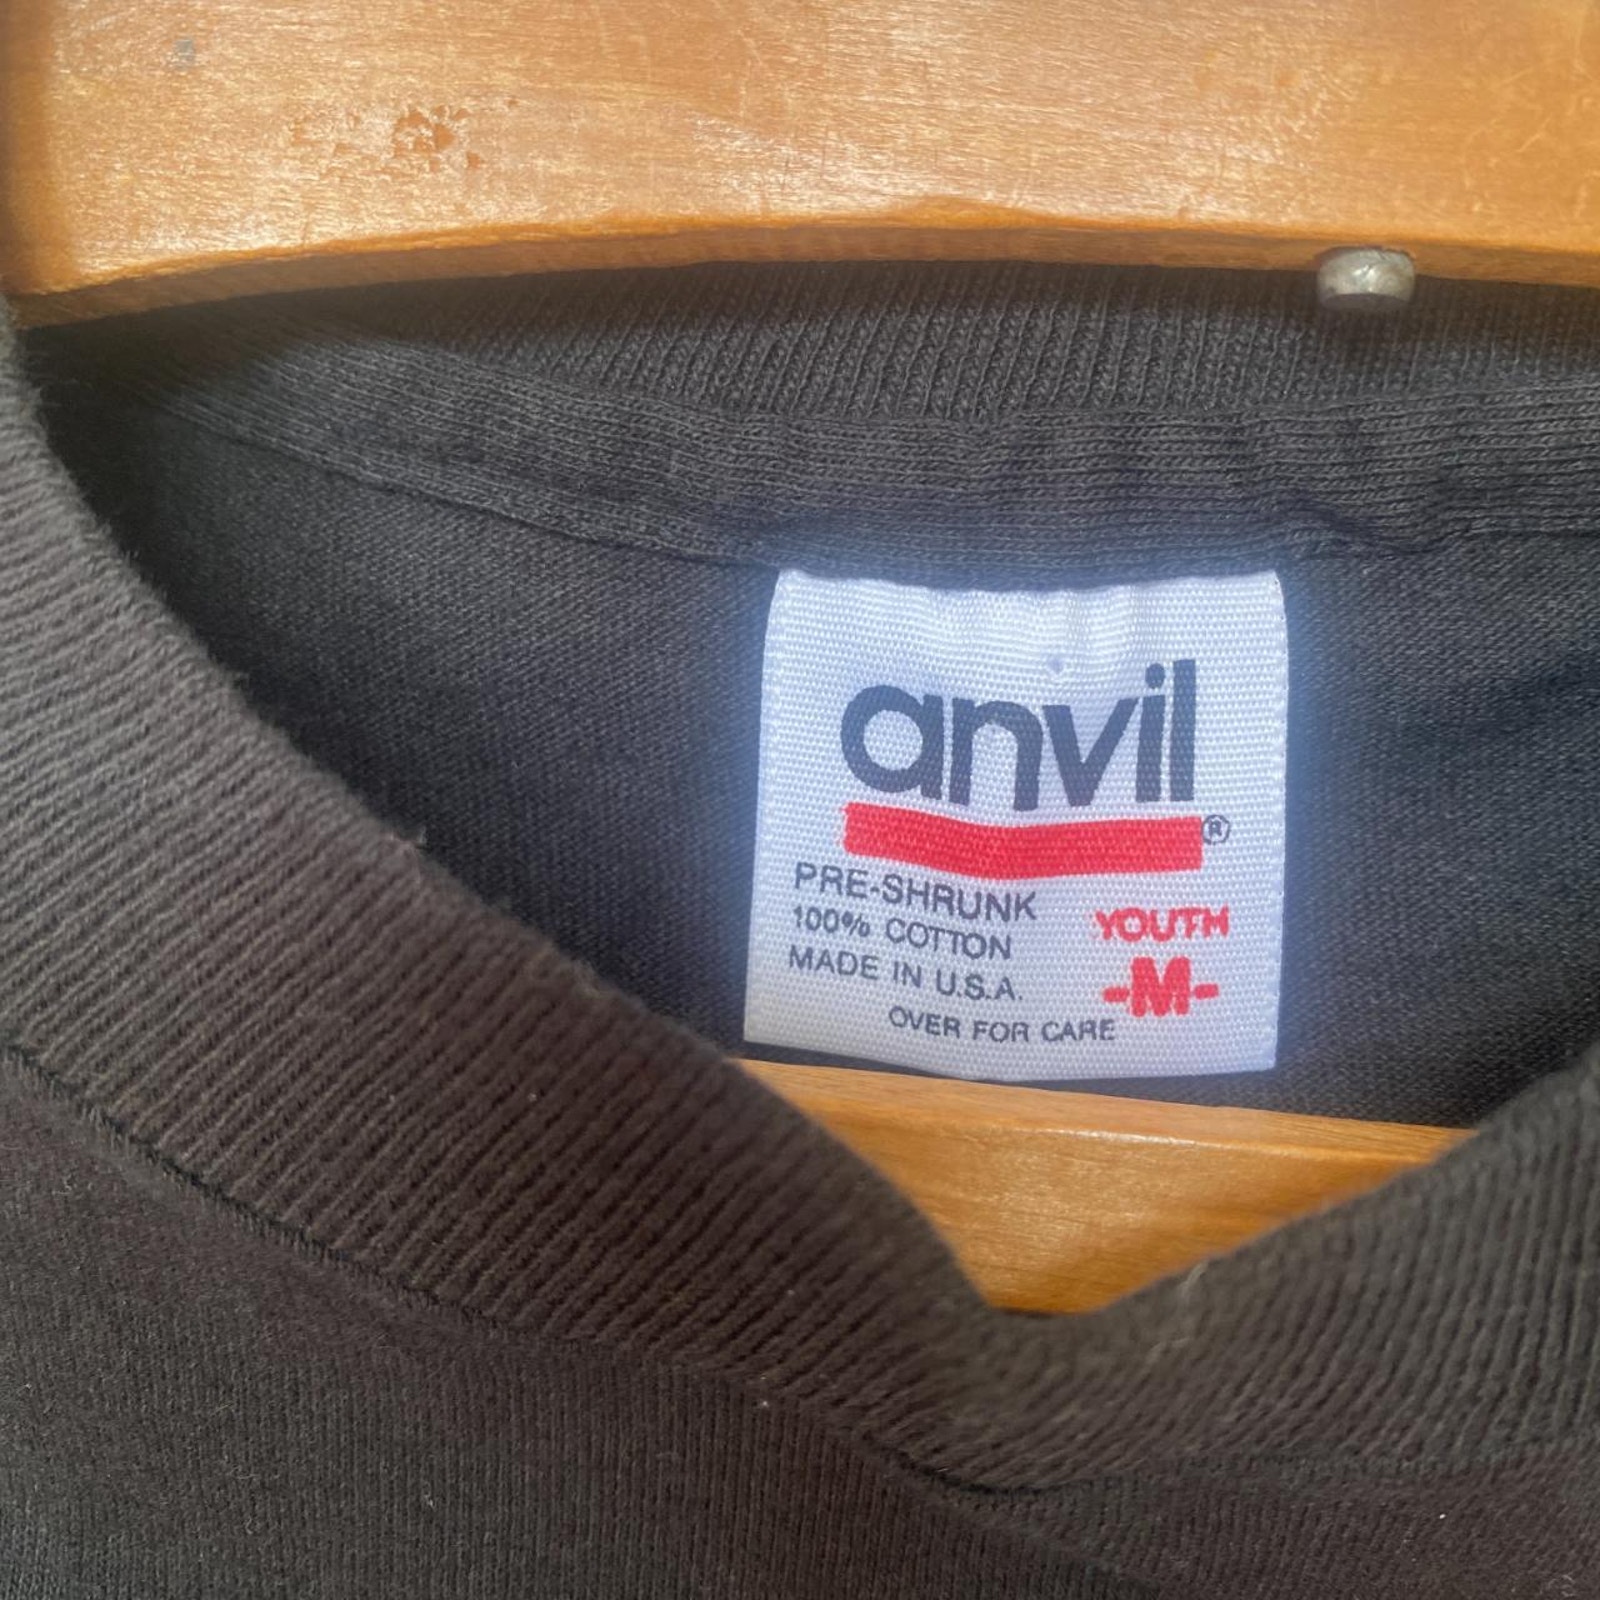 anvil®
PRE-SHRUNK
100% COTTON
MADE IN U.S.A.
YOUTH
-M-
OVER FOR CARE